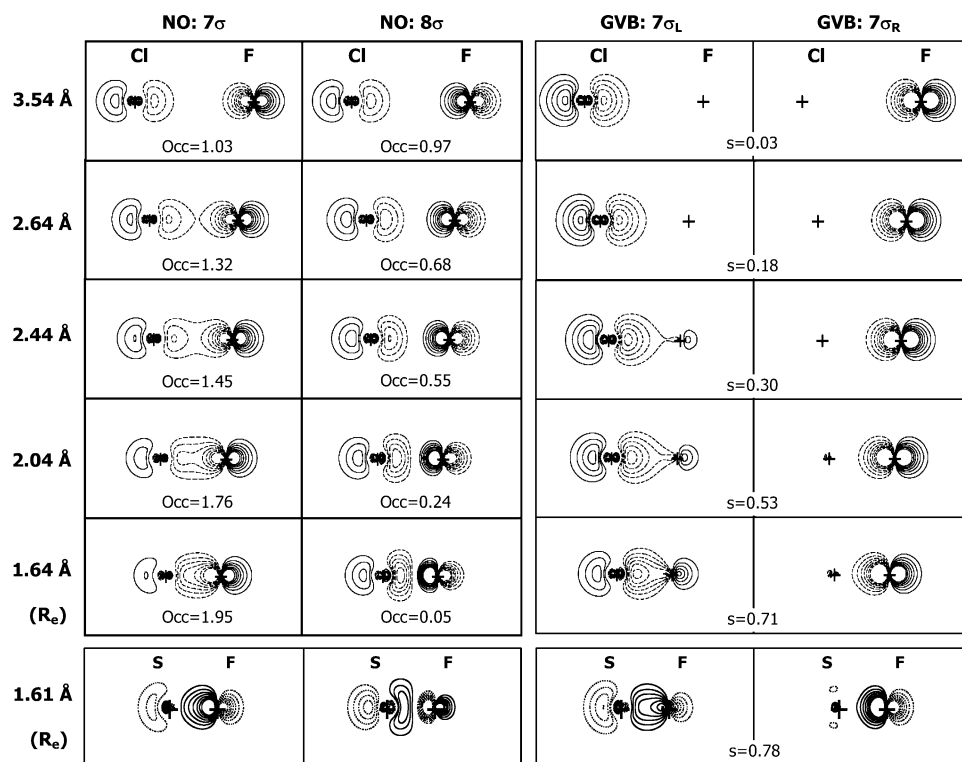 NO: 7σ NO: 8σ GVB: 7σL GVB: 7σR
Cl F Cl F Cl F Cl F
3.54 Å
Occ=1.03 Occ=0.97 s=0.03
2.64 Å
Occ=1.32 Occ=0.68 s=0.18
2.44 Å
Occ=1.45 Occ=0.55 s=0.30
2.04 Å
Occ=1.76 Occ=0.24 s=0.53
1.64 Å
(Re)
Occ=1.95 Occ=0.05 s=0.71
S F S F S F S F
1.61 Å
(Re)
s=0.78